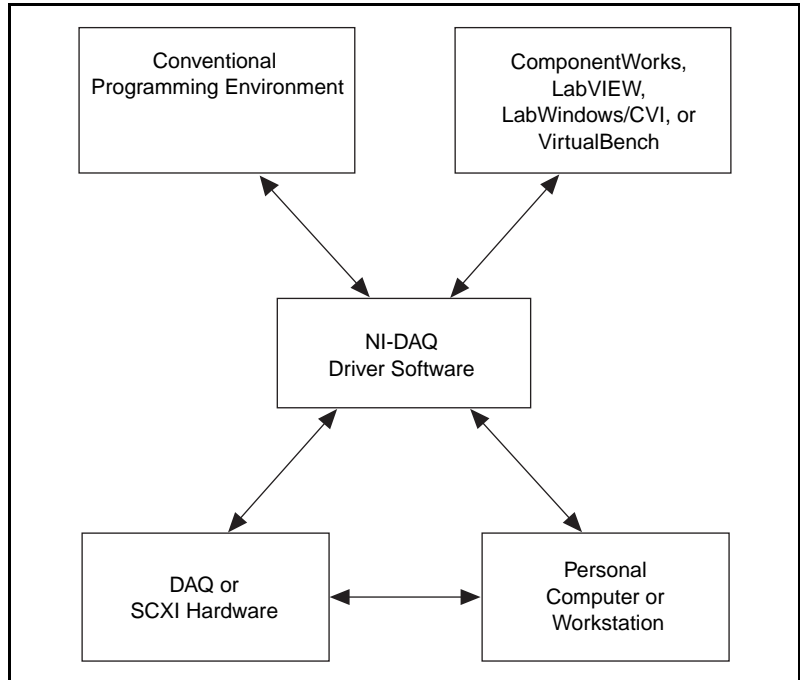 Conventional
Programming Environment
ComponentWorks,
LabVIEW,
LabWindows/CVI, or
VirtualBench
NI-DAQ
Driver Software
DAQ or
SCXI Hardware
Personal
Computer or
Workstation